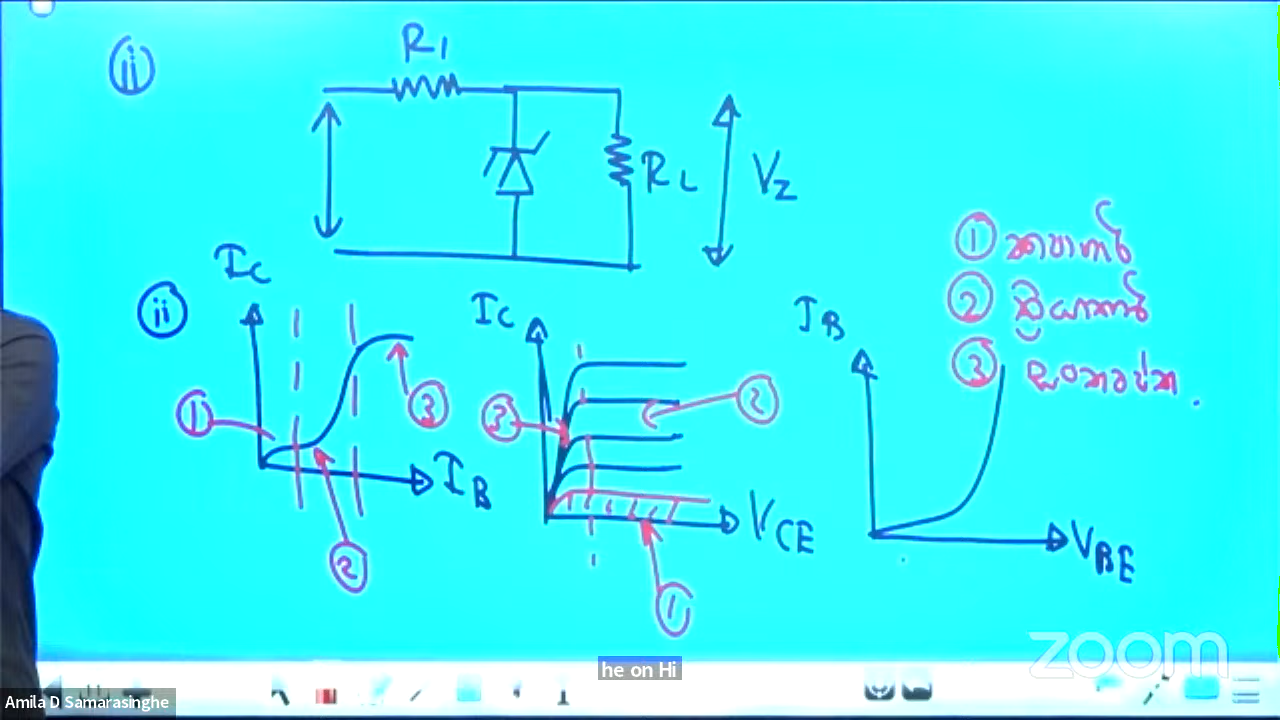 ii
R1
RL
Vz
① කපාහැරි
② ක්‍රියාකාරී
③ සංතෘප්ත
ii
IC
①
②
③
IB
IC
③
②
①
VCE
IB
VBE
he on Hi
zoom
Amila D Samarasinghe